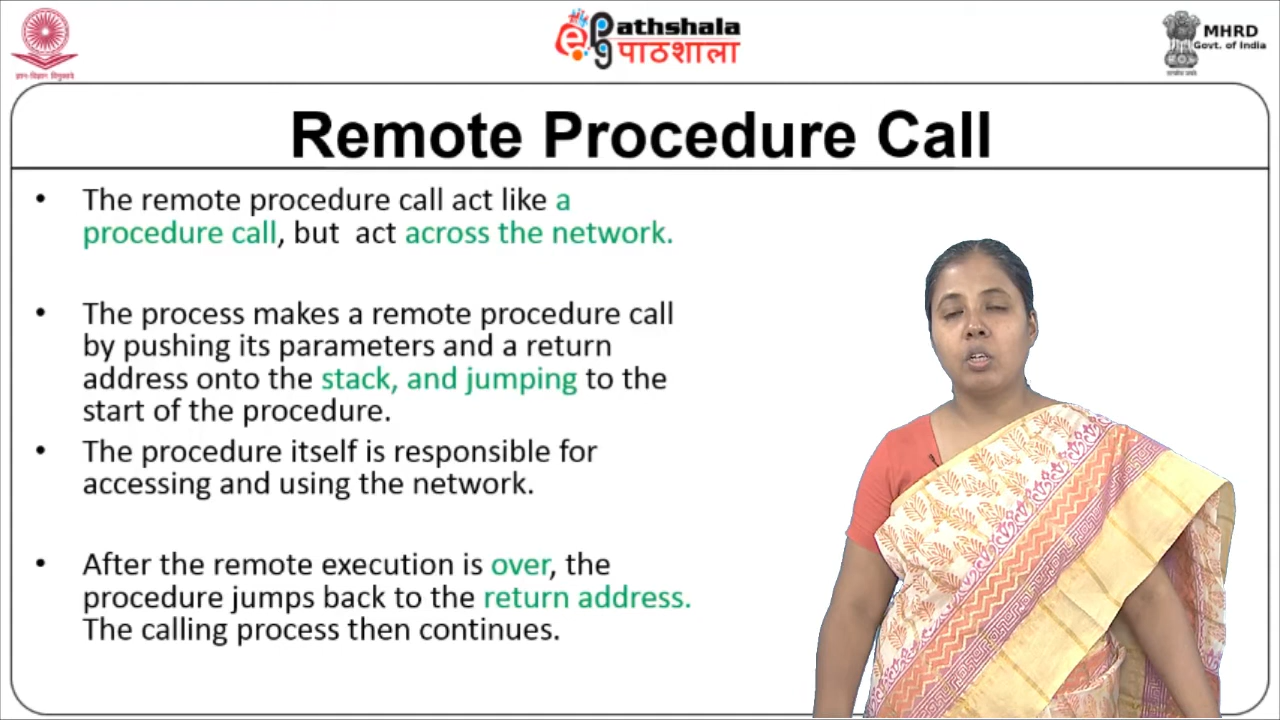 ज्ञान-विज्ञान विमुक्तये
ePathshala
पाठशाला
MHRD
Govt. of India
सत्यमेव जयते
Remote Procedure Call
• The remote procedure call act like a
procedure call, but act across the network.
• The process makes a remote procedure call
by pushing its parameters and a return
address onto the stack, and jumping to the
start of the procedure.
• The procedure itself is responsible for
accessing and using the network.
• After the remote execution is over, the
procedure jumps back to the return address.
The calling process then continues.